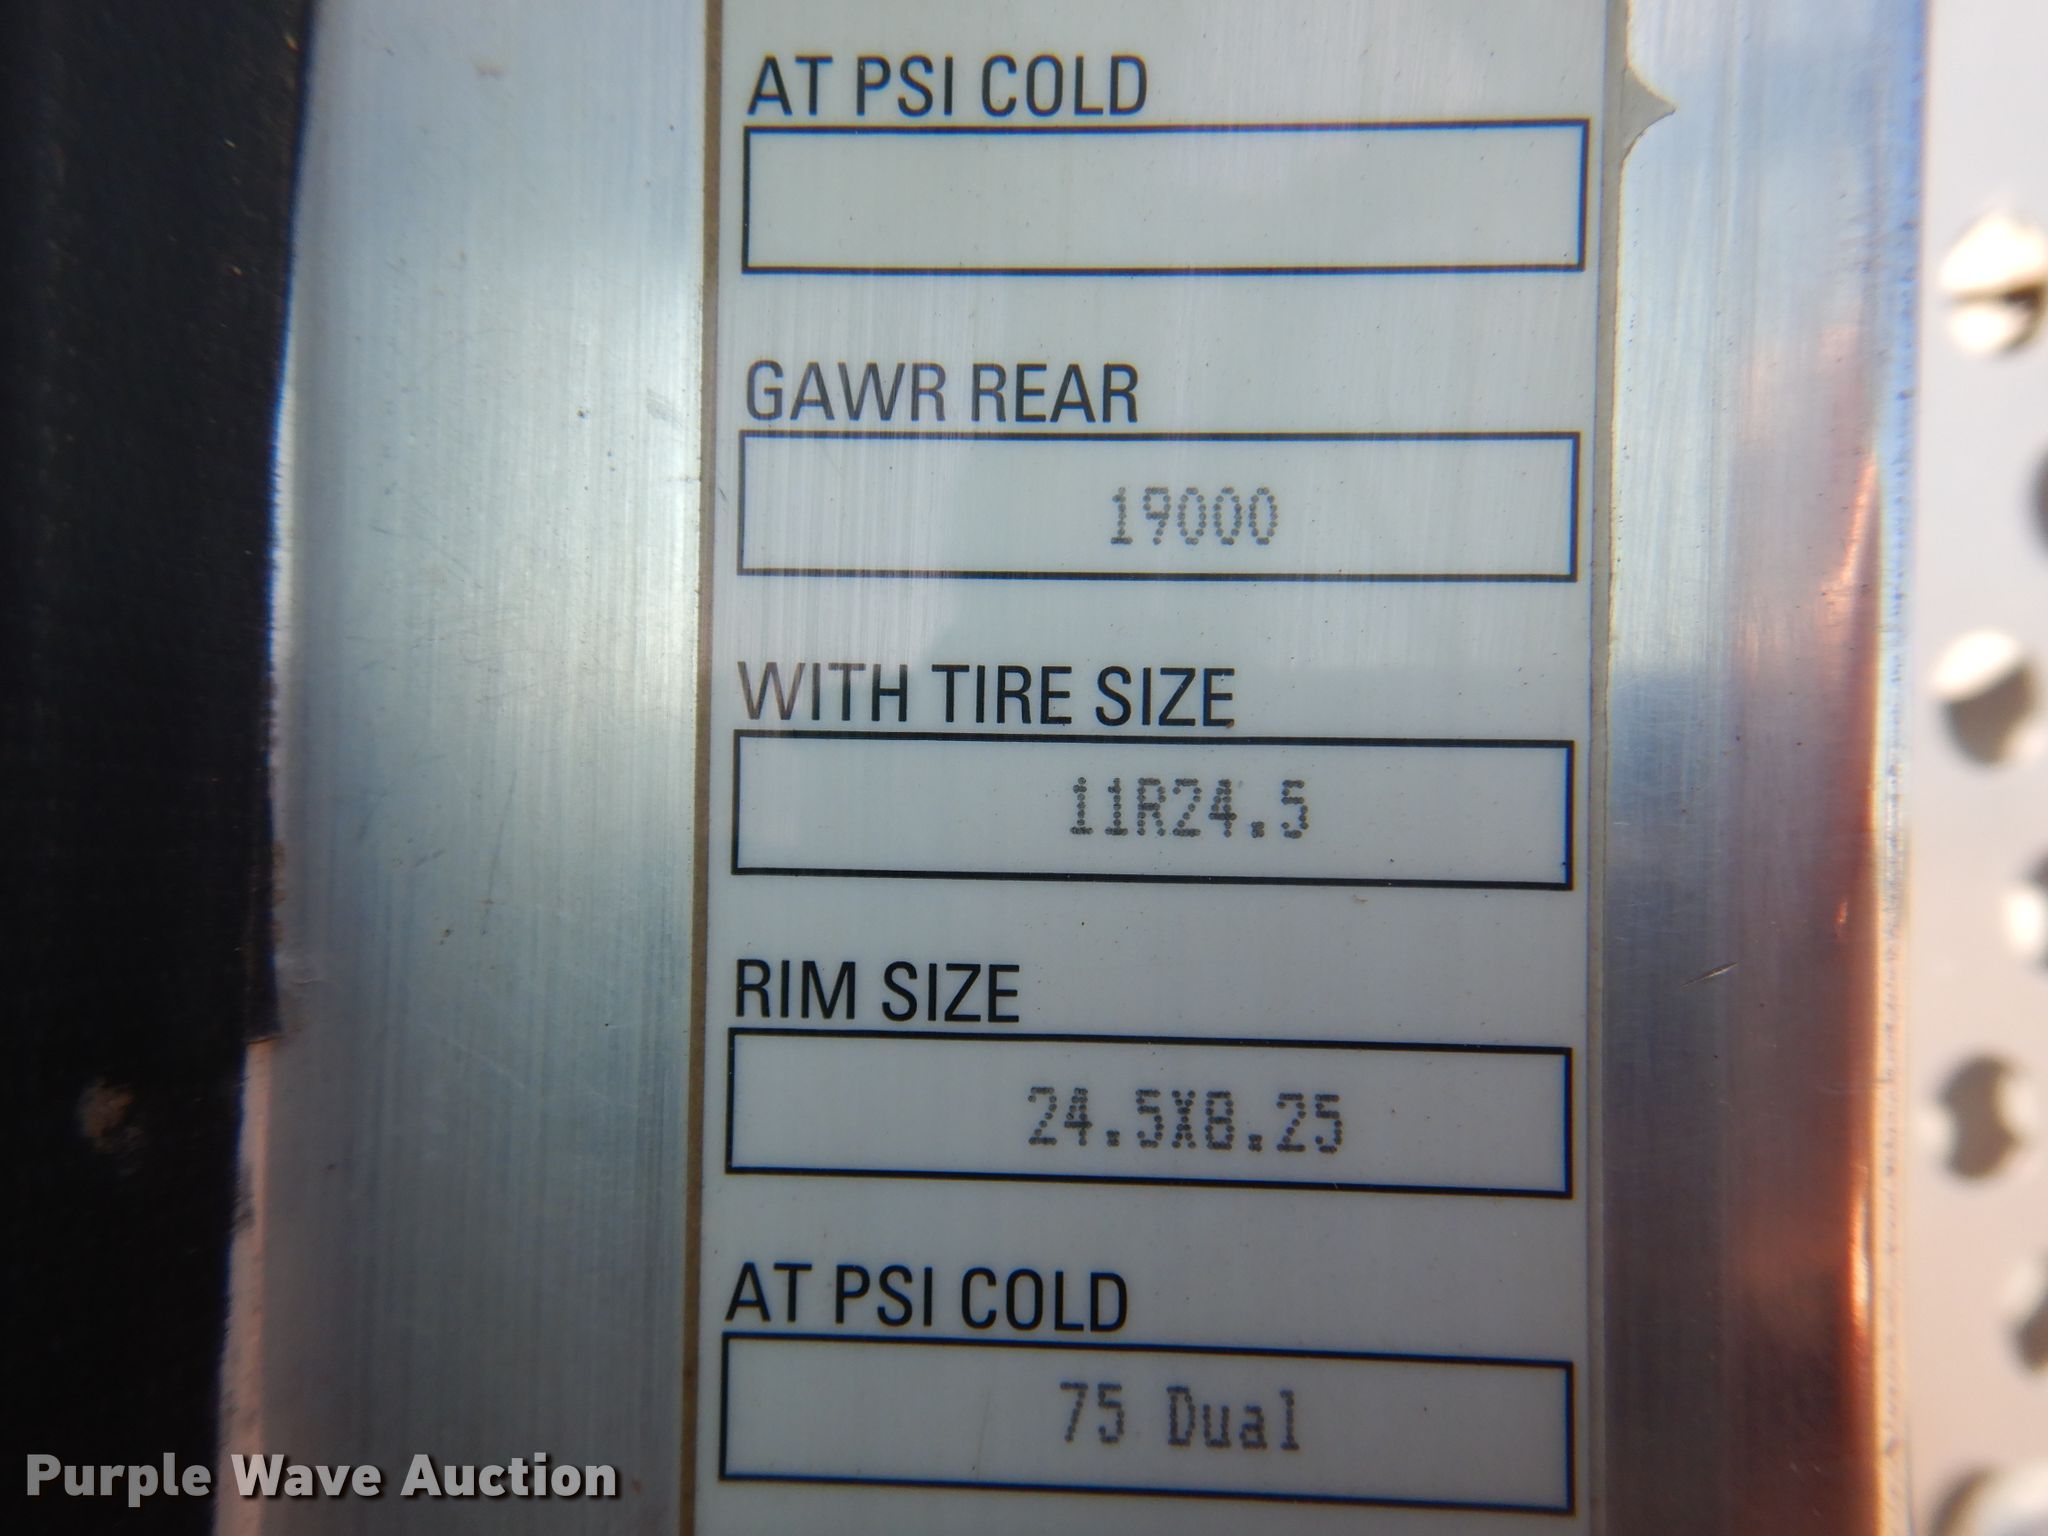 AT PSI COLD
GAWR REAR
19000
WITH TIRE SIZE
11R24.5
RIM SIZE
24.5X8.25
AT PSI COLD
75 Dual
Purple Wave Auction